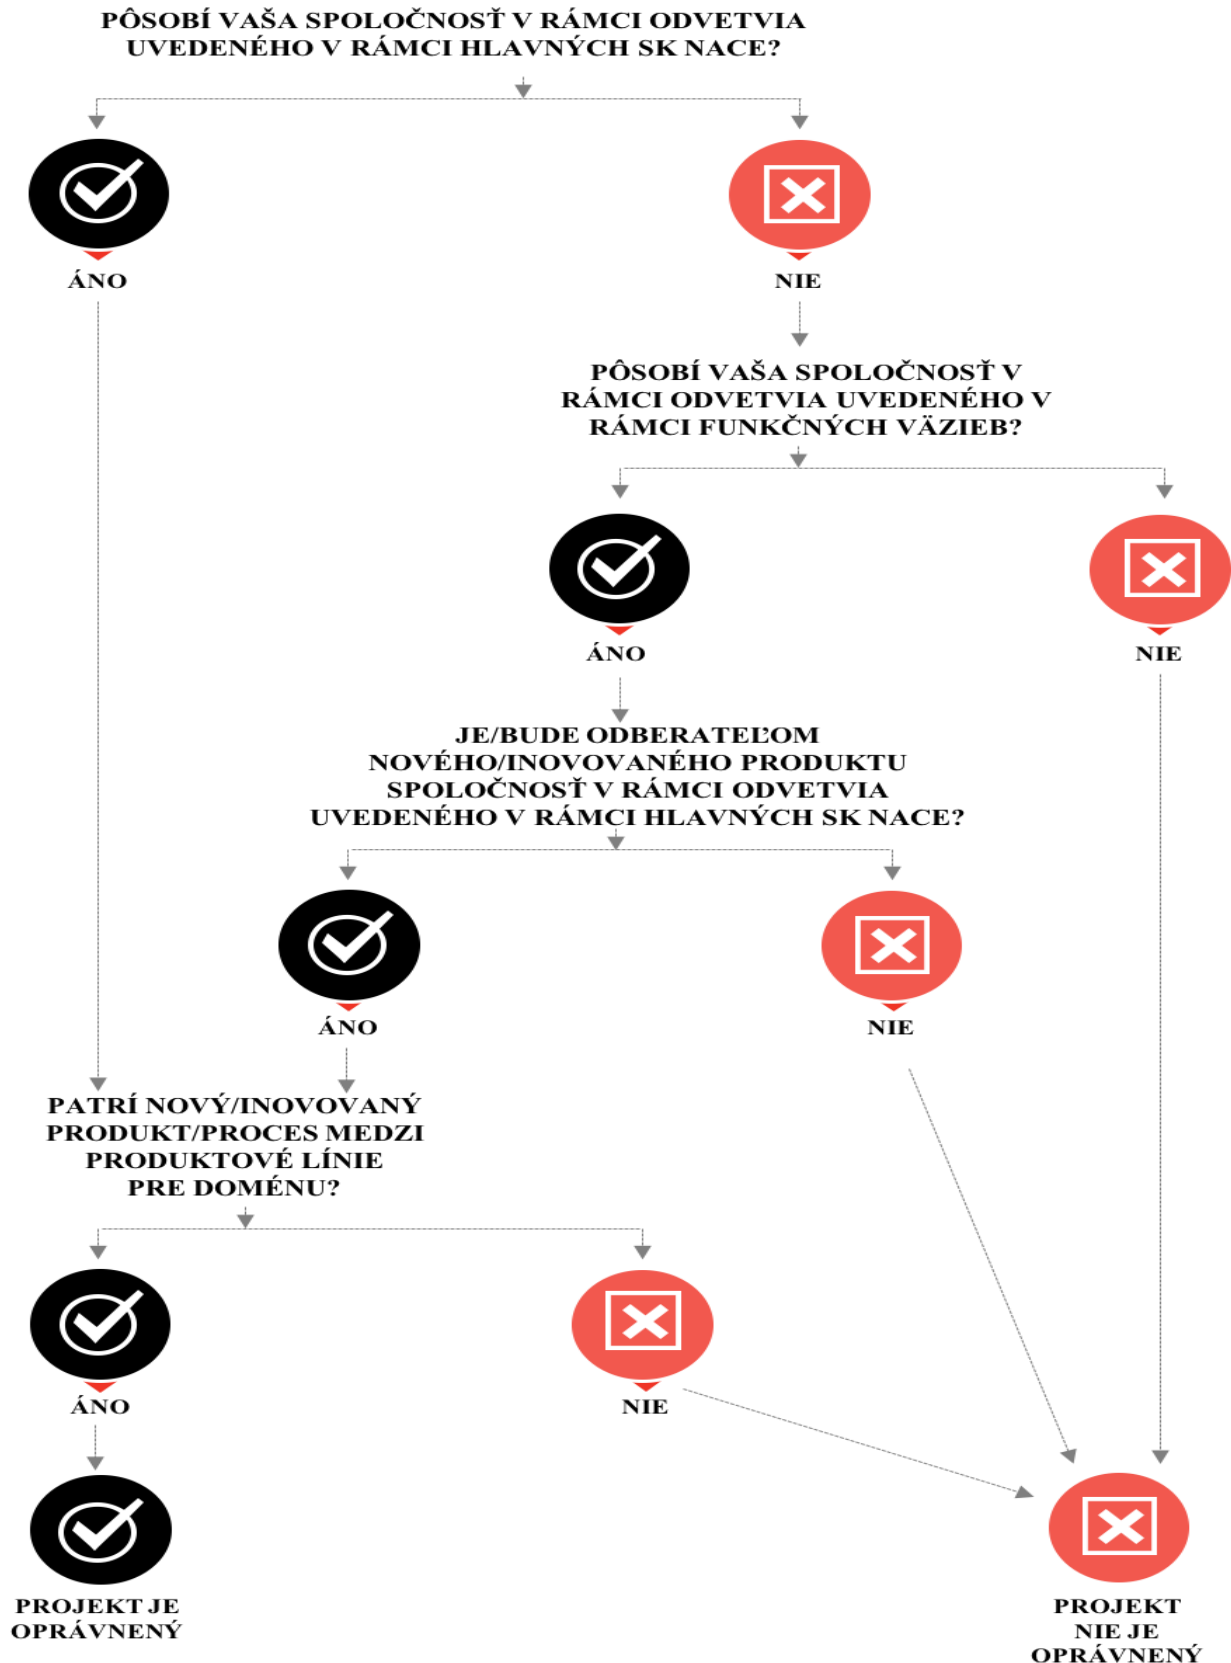 PÔSOBÍ VAŠA SPOLOČNOSŤ V RÁMCI ODVETVIA
UVEDENÉHO V RÁMCI HLAVNÝCH SK NACE?
ÁNO
NIE
PÔSOBÍ VAŠA SPOLOČNOSŤ V
RÁMCI ODVETVIA UVEDENÉHO V
RÁMCI FUNKČNÝCH VÄZIEB?
ÁNO
NIE
JE/BUDE ODBERATEĽOM
NOVÉHO/INOVOVANÉHO PRODUKTU
SPOLOČNOSŤ V RÁMCI ODVETVIA
UVEDENÉHO V RÁMCI HLAVNÝCH SK NACE?
ÁNO
NIE
PATRÍ NOVÝ/INOVOVANÝ
PRODUKT/PROCES MEDZI
PRODUKTOVÉ LÍNIE
PRE DOMÉNU?
ÁNO
NIE
PROJEKT JE
OPRÁVNENÝ
PROJEKT
NIE JE
OPRÁVNENÝ